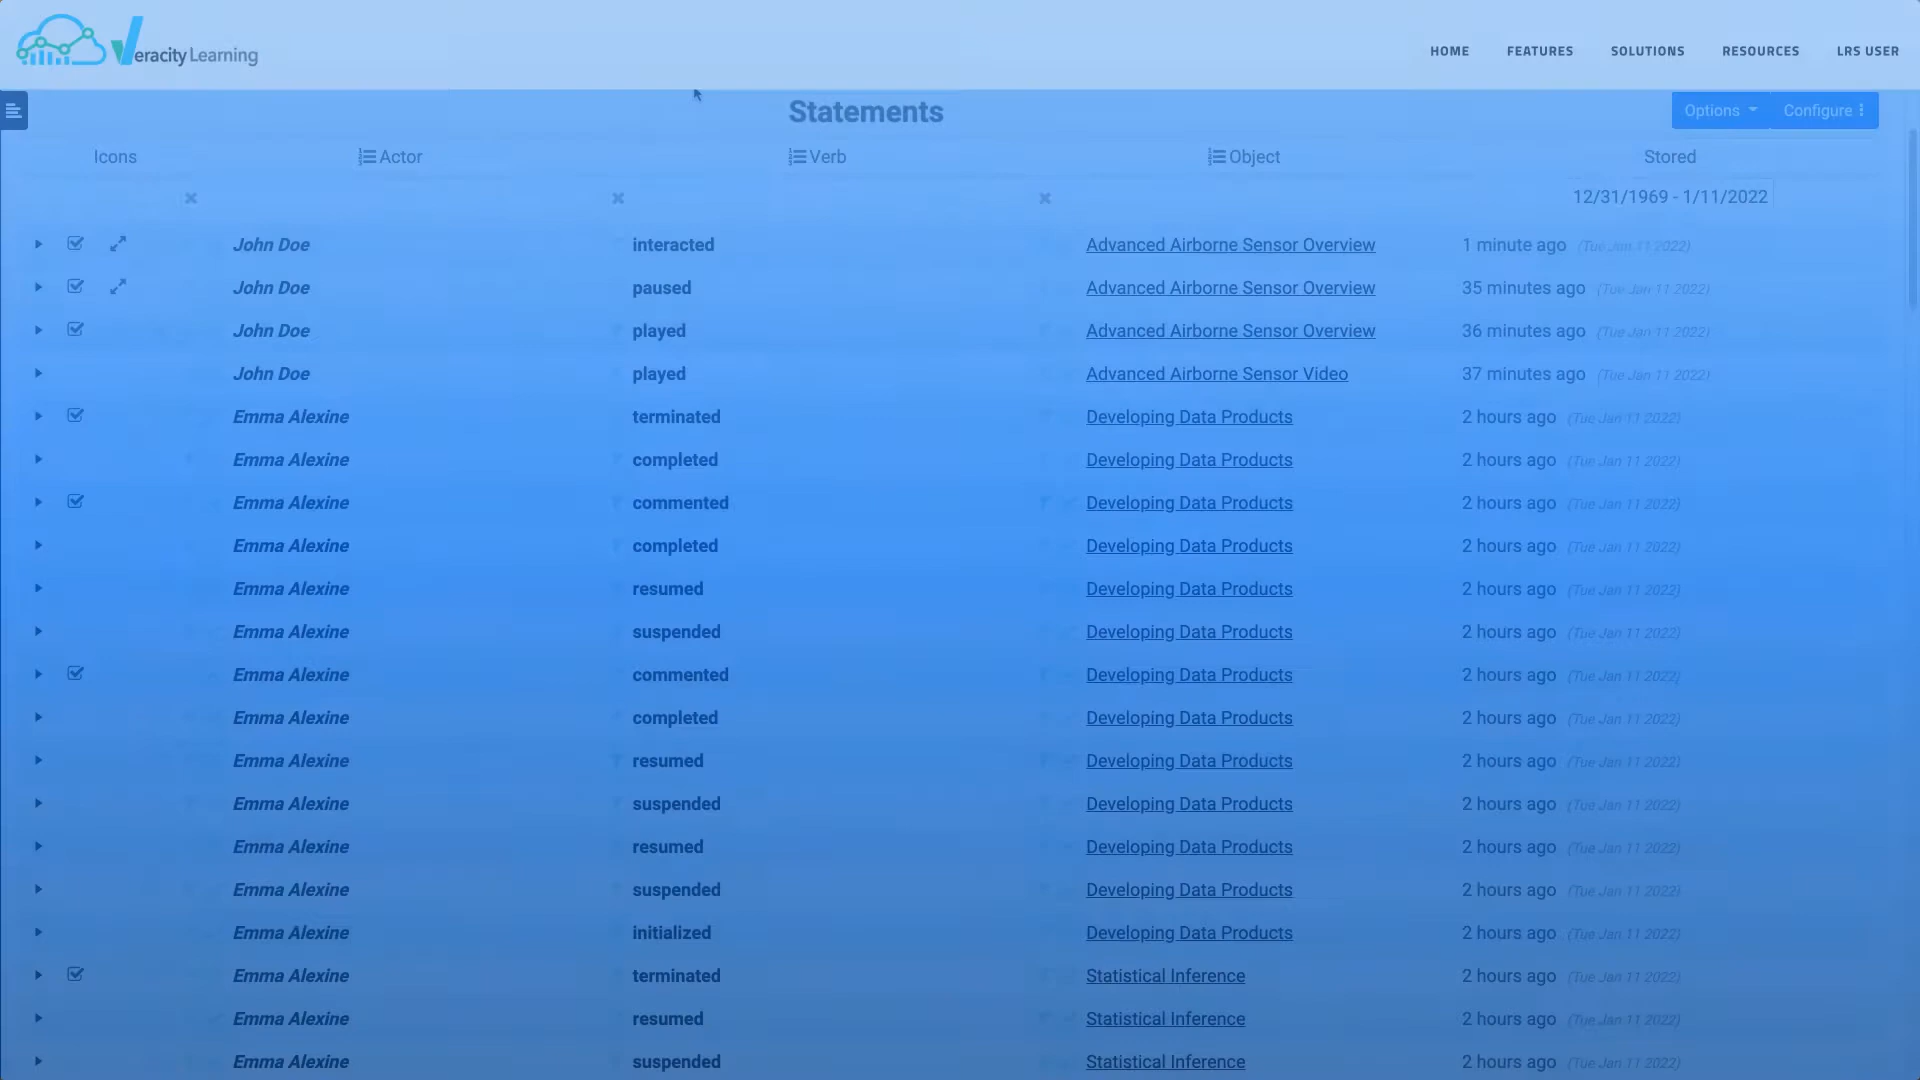 Veracity Learning
HOME FEATURES SOLUTIONS RESOURCES LRS USER
Statements
Options Configure
Icons Actor Verb Object Stored
12/31/1969 - 1/11/2022
John Doe interacted Advanced Airborne Sensor Overview 1 minute ago (Tue Jan 11 2022)
John Doe paused Advanced Airborne Sensor Overview 35 minutes ago (Tue Jan 11 2022)
John Doe played Advanced Airborne Sensor Overview 36 minutes ago (Tue Jan 11 2022)
John Doe played Advanced Airborne Sensor Video 37 minutes ago (Tue Jan 11 2022)
Emma Alexine terminated Developing Data Products 2 hours ago (Tue Jan 11 2022)
Emma Alexine completed Developing Data Products 2 hours ago (Tue Jan 11 2022)
Emma Alexine commented Developing Data Products 2 hours ago (Tue Jan 11 2022)
Emma Alexine completed Developing Data Products 2 hours ago (Tue Jan 11 2022)
Emma Alexine resumed Developing Data Products 2 hours ago (Tue Jan 11 2022)
Emma Alexine suspended Developing Data Products 2 hours ago (Tue Jan 11 2022)
Emma Alexine commented Developing Data Products 2 hours ago (Tue Jan 11 2022)
Emma Alexine completed Developing Data Products 2 hours ago (Tue Jan 11 2022)
Emma Alexine resumed Developing Data Products 2 hours ago (Tue Jan 11 2022)
Emma Alexine suspended Developing Data Products 2 hours ago (Tue Jan 11 2022)
Emma Alexine resumed Developing Data Products 2 hours ago (Tue Jan 11 2022)
Emma Alexine suspended Developing Data Products 2 hours ago (Tue Jan 11 2022)
Emma Alexine initialized Developing Data Products 2 hours ago (Tue Jan 11 2022)
Emma Alexine terminated Statistical Inference 2 hours ago (Tue Jan 11 2022)
Emma Alexine resumed Statistical Inference 2 hours ago (Tue Jan 11 2022)
Emma Alexine suspended Statistical Inference 2 hours ago (Tue Jan 11 2022)